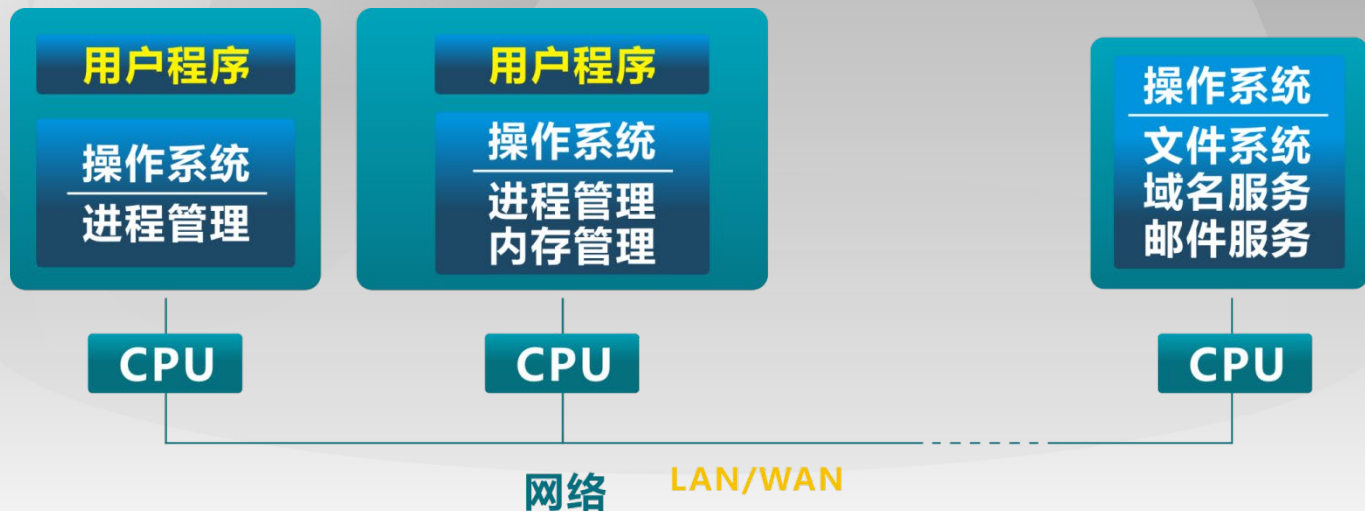 用户程序
操作系统
进程管理
用户程序
操作系统
进程管理
内存管理
操作系统
文件系统
域名服务
邮件服务
CPU
CPU
CPU
网络 LAN/WAN